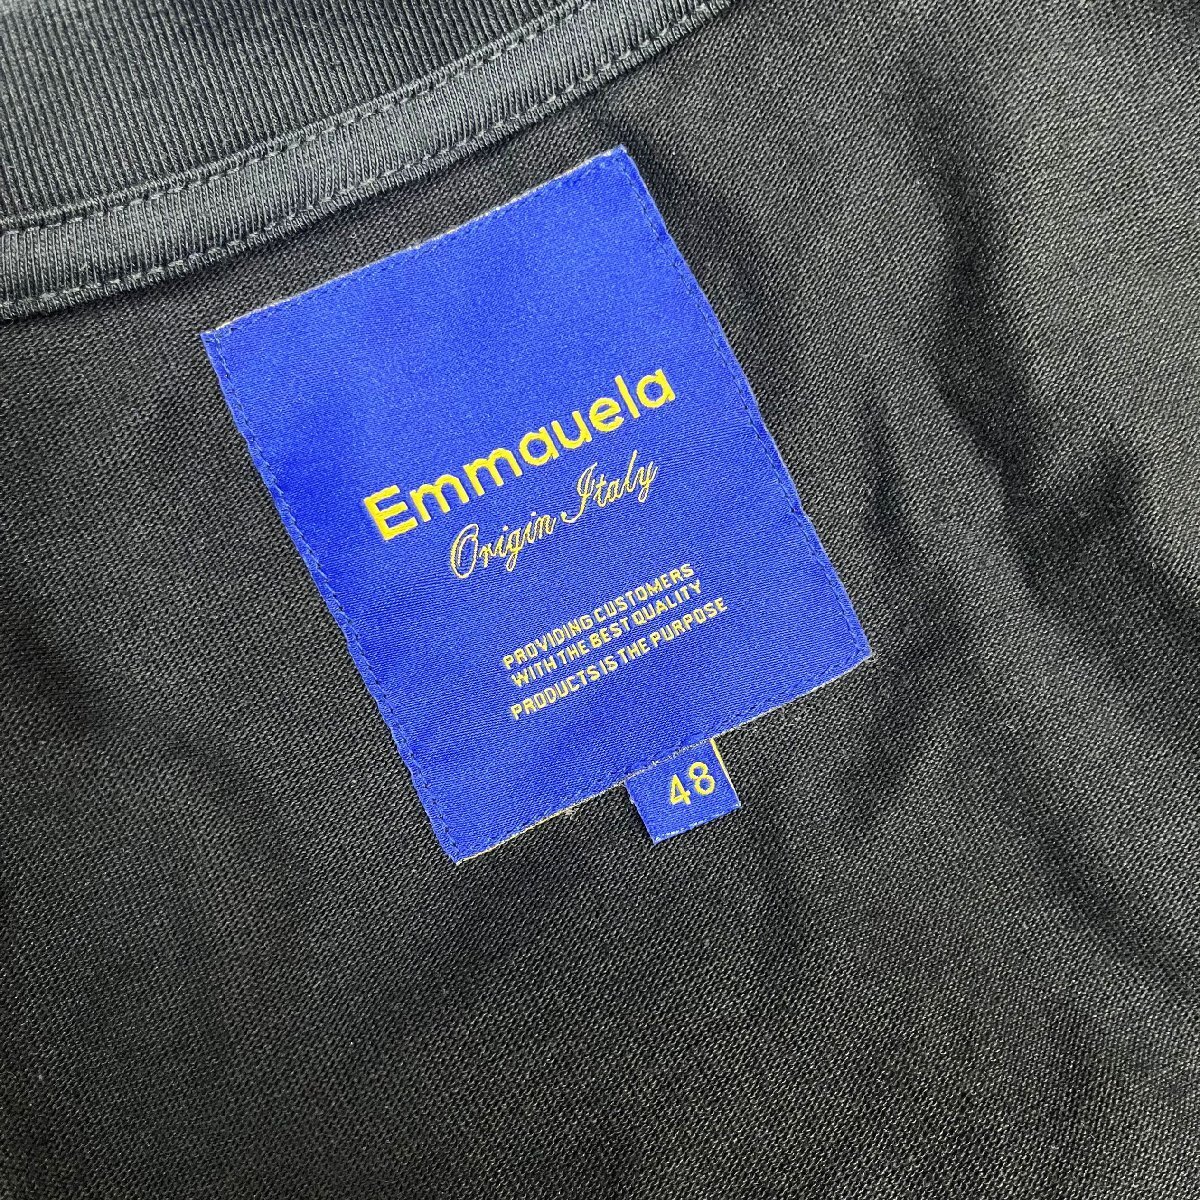 Emmauela
Origin Italy
PROVIDING CUSTOMERS
WITH THE BEST QUALITY
PRODUCTS IS THE PURPOSE
48